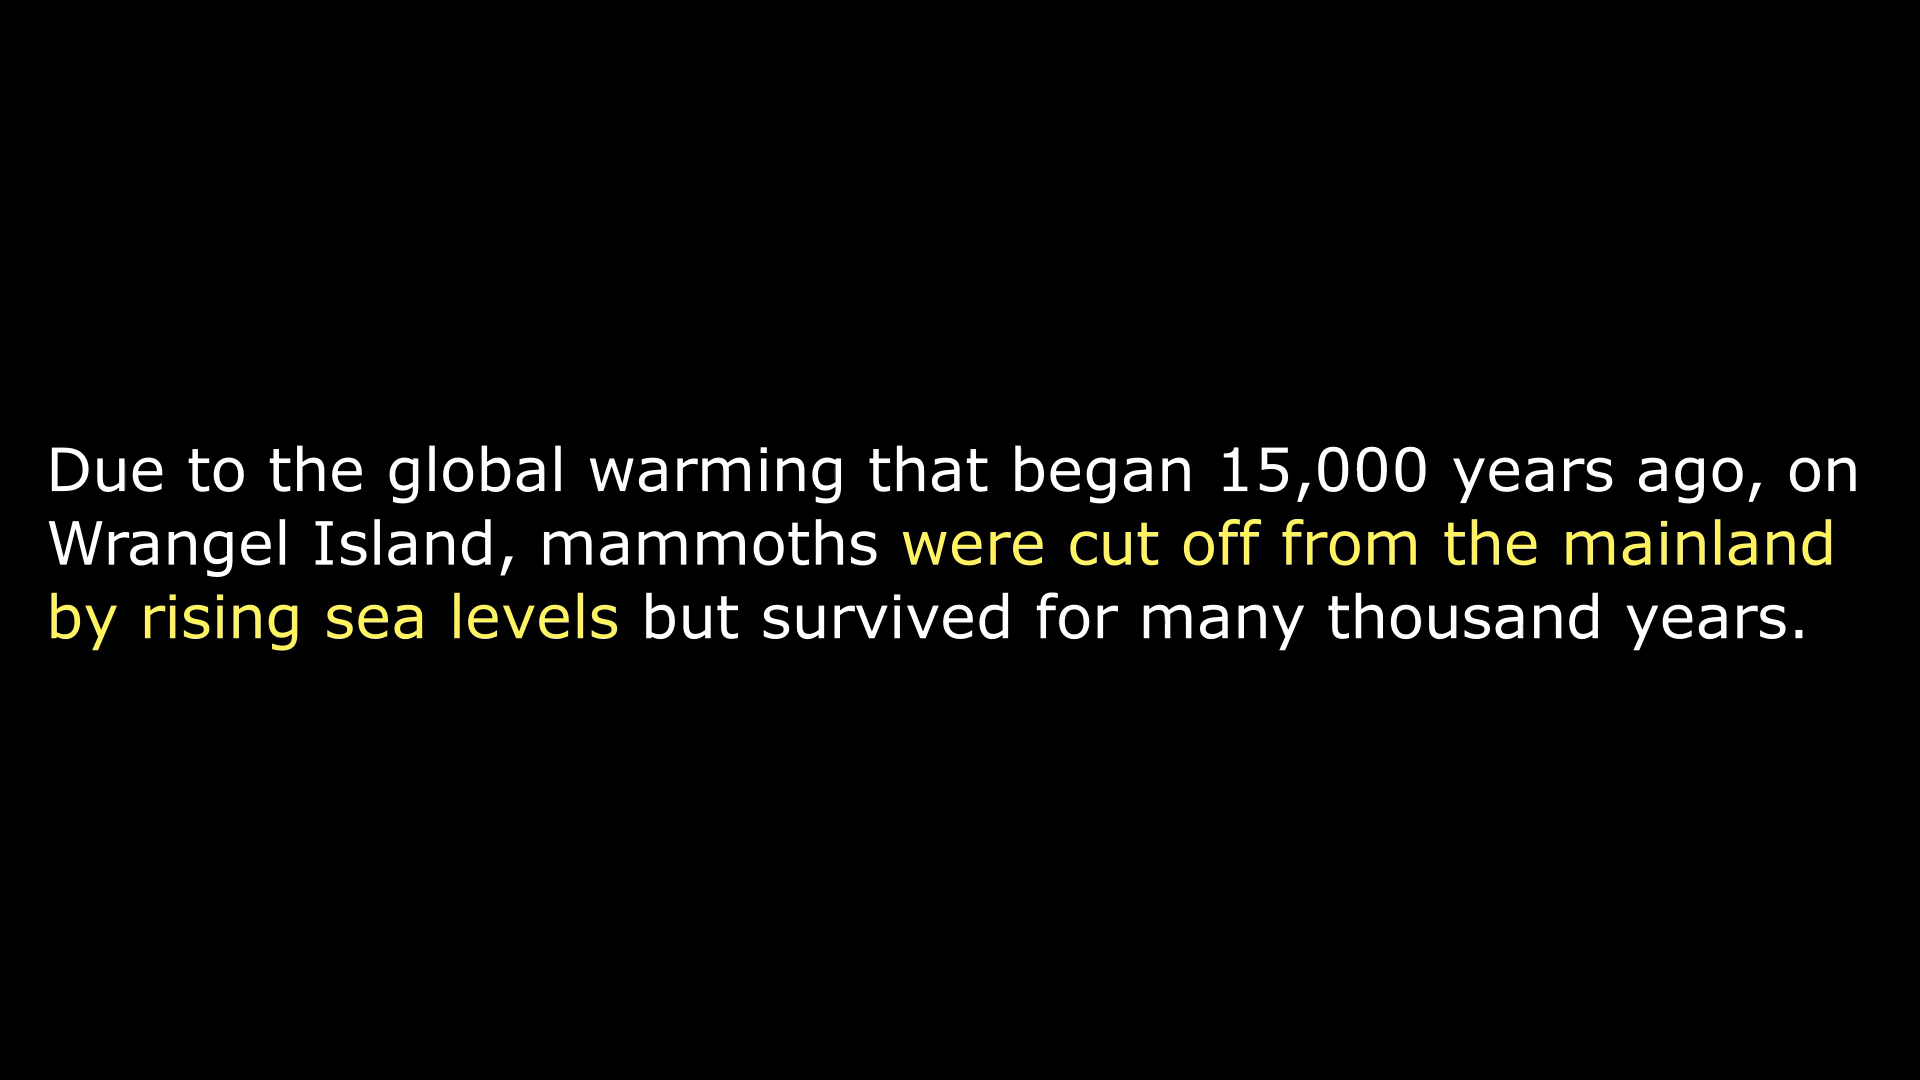 Due to the global warming that began 15,000 years ago, on
Wrangel Island, mammoths were cut off from the mainland
by rising sea levels but survived for many thousand years.